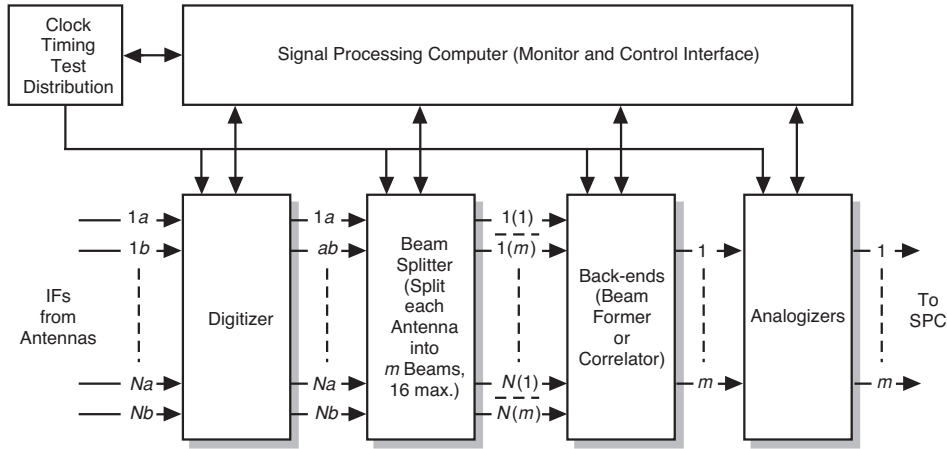 Clock
Timing
Test
Distribution
Signal Processing Computer (Monitor and Control Interface)
IFs
from
Antennas
1a
1b
Na
Nb
Digitizer
1a
ab
Na
Nb
Beam
Splitter
(Split
each
Antenna
into
m Beams,
16 max.)
1(1)
1(m)
N(1)
N(m)
Back-ends
(Beam
Former
or
Correlator)
1
m
Analogizers
1
m
To
SPC